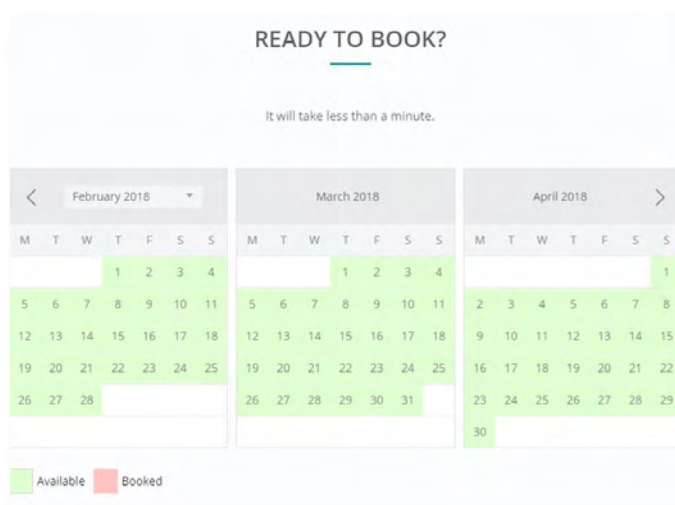 READY TO BOOK?
It will take less than a minute.
February 2018
M T W T F S S
1 2 3 4
5 6 7 8 9 10 11
12 13 14 15 16 17 18
19 20 21 22 23 24 25
26 27 28
March 2018
M T W T F S S
1 2 3 4
5 6 7 8 9 10 11
12 13 14 15 16 17 18
19 20 21 22 23 24 25
26 27 28 29 30 31
April 2018
M T W T F S S
1
2 3 4 5 6 7 8
9 10 11 12 13 14 15
16 17 18 19 20 21 22
23 24 25 26 27 28 29
30
Available Booked